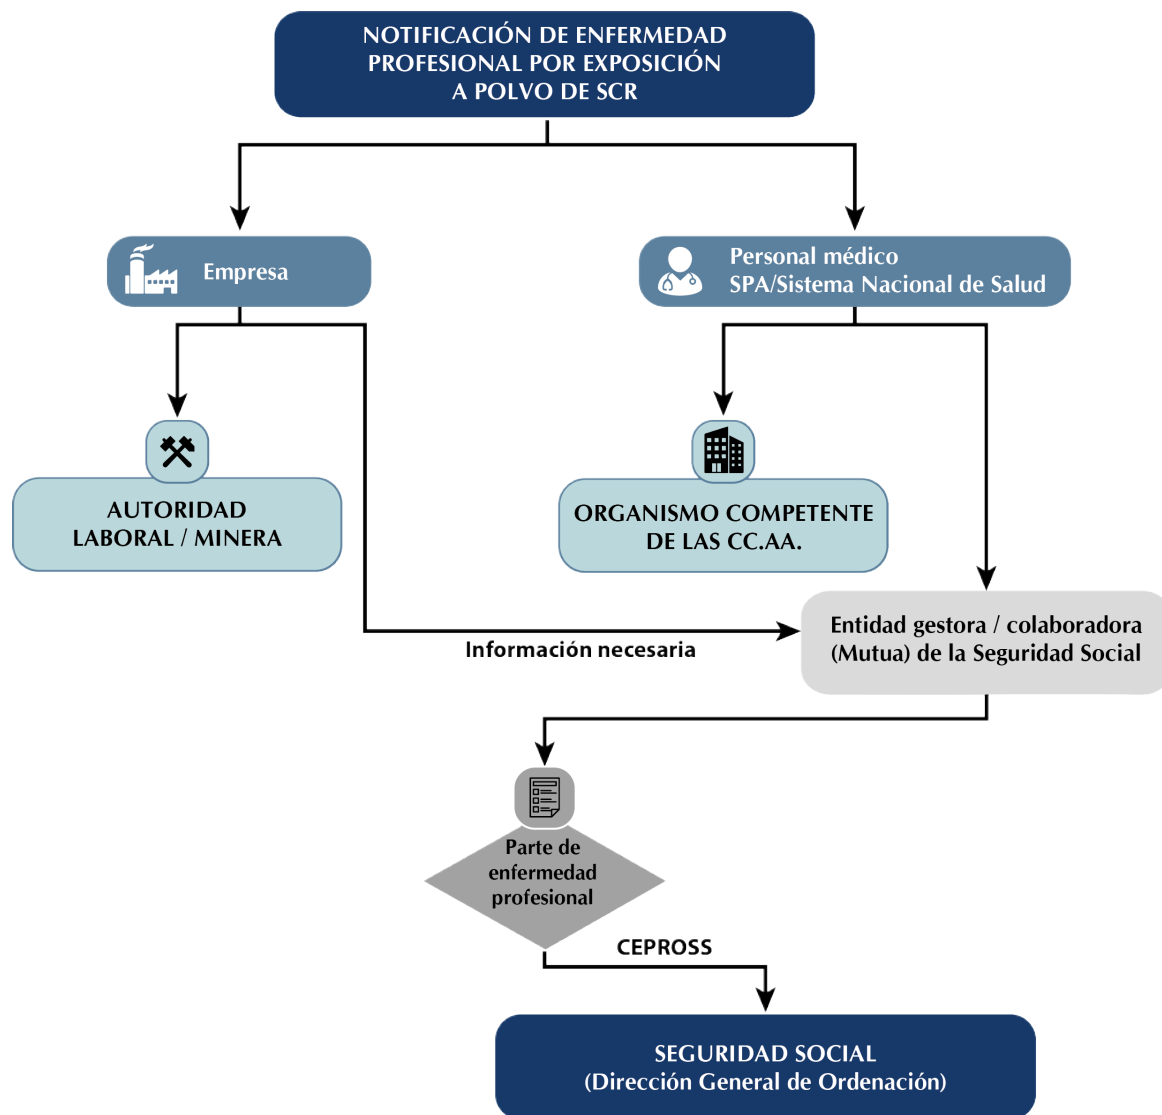 NOTIFICACIÓN DE ENFERMEDAD
PROFESIONAL POR EXPOSICIÓN
A POLVO DE SCR
Empresa
Personal médico
SPA/Sistema Nacional de Salud
AUTORIDAD
LABORAL / MINERA
ORGANISMO COMPETENTE
DE LAS CC.AA.
Información necesaria
Entidad gestora / colaboradora
(Mutua) de la Seguridad Social
Parte de
enfermedad
profesional
CEPROSS
SEGURIDAD SOCIAL
(Dirección General de Ordenación)